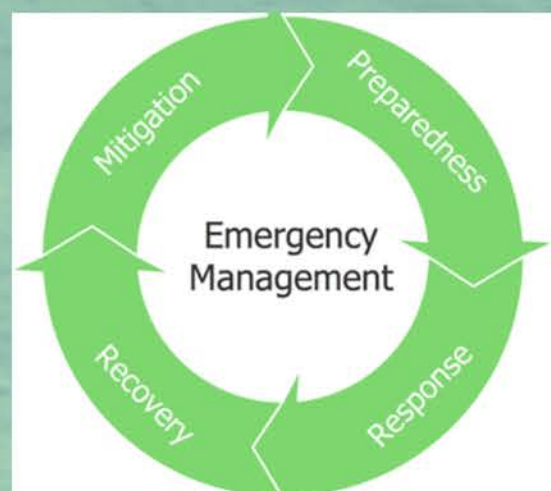 Mitigation
Preparedness
Emergency
Management
Recovery
Response